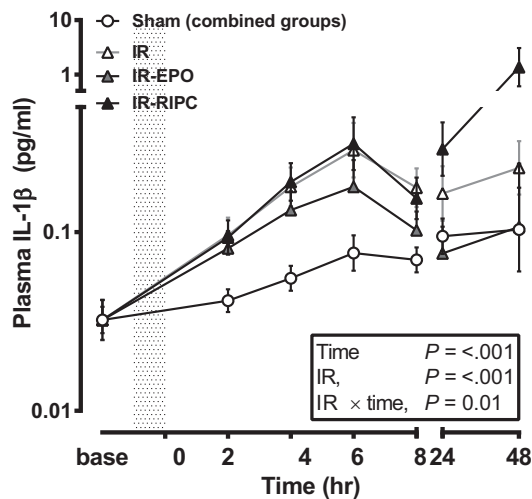 Sham (combined groups)
IR
IR-EPO
IR-RIPC
10
1
0.1
0.01
Plasma IL-1β (pg/ml)
Time P = <.001
IR, P = <.001
IR × time, P = 0.01
base 0 2 4 6 8 24 48
Time (hr)